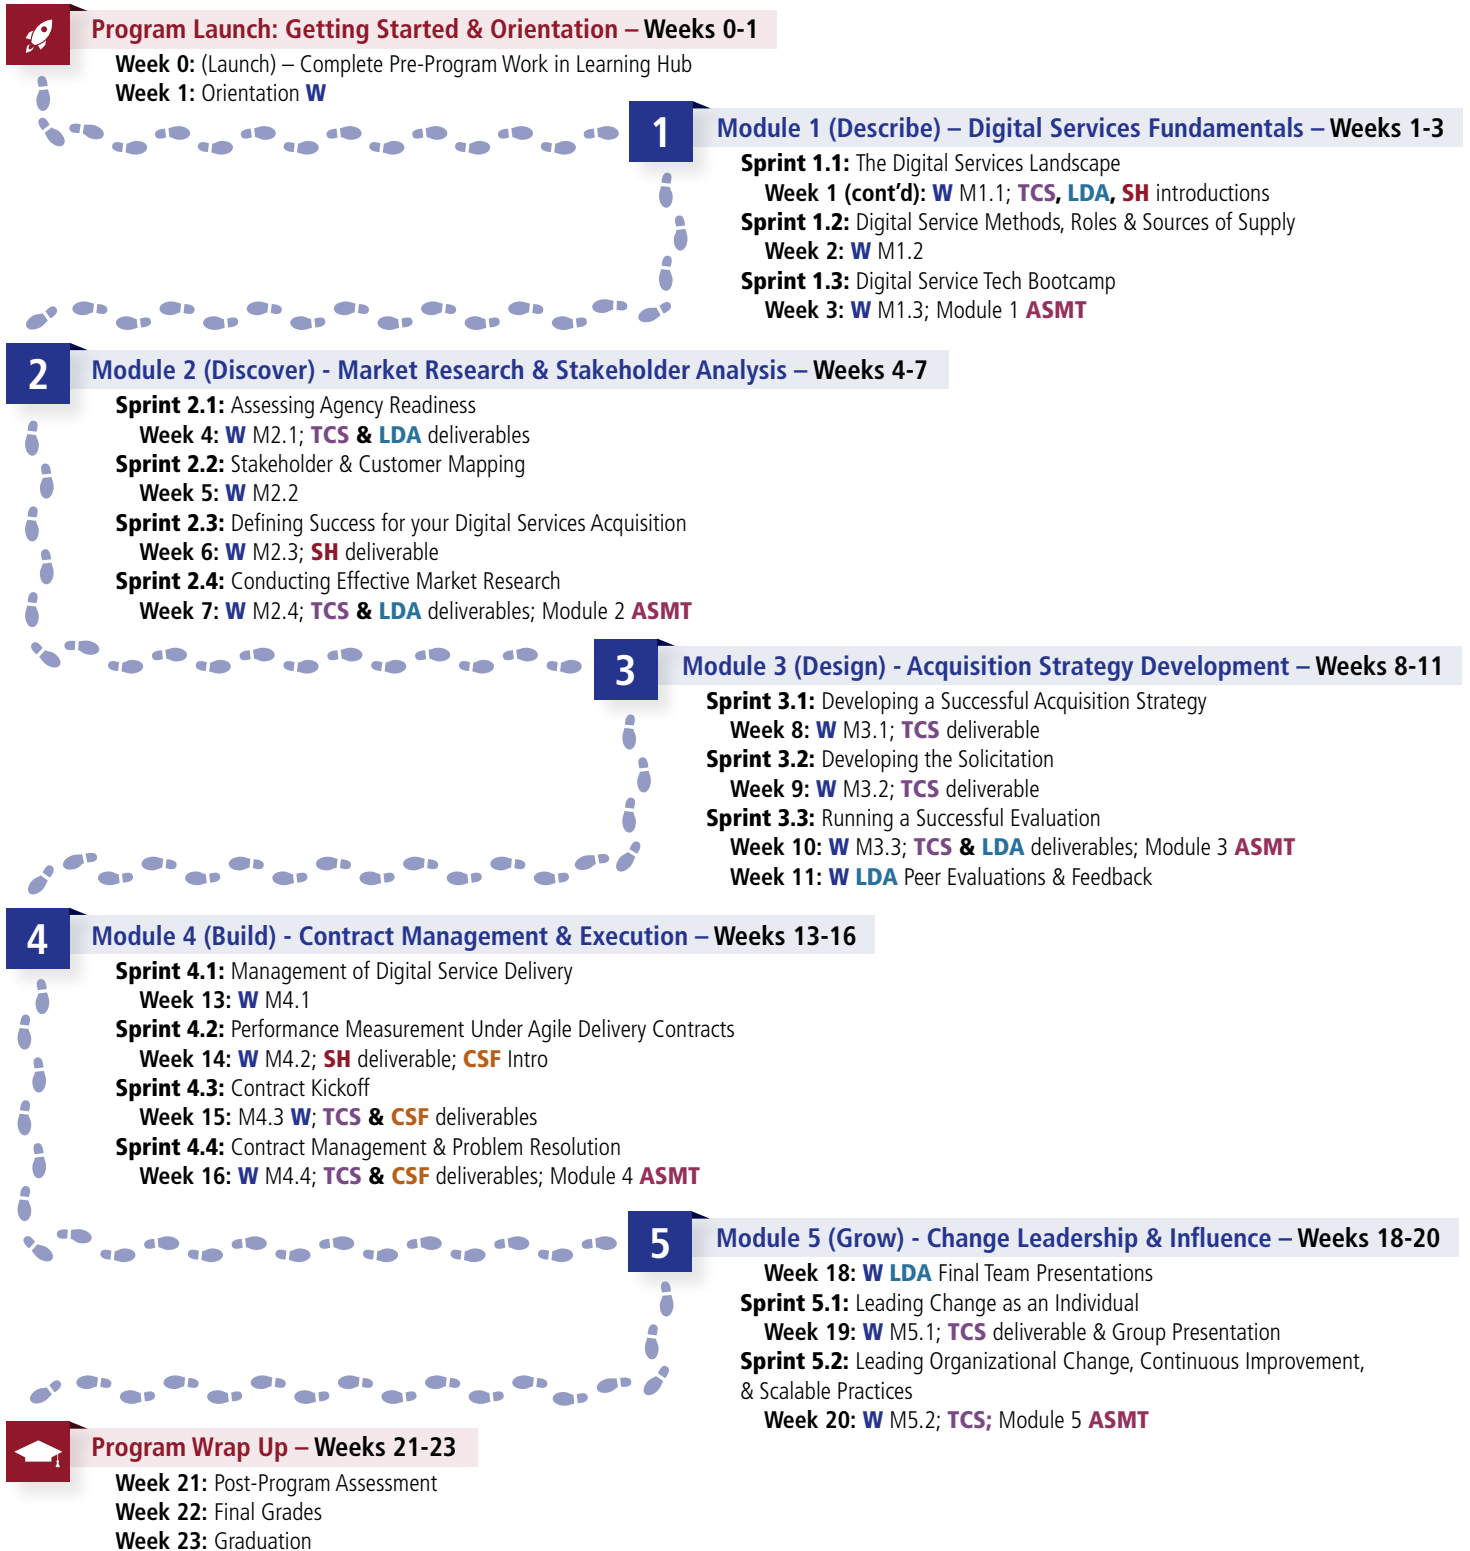 Program Launch: Getting Started & Orientation – Weeks 0-1
Week 0: (Launch) – Complete Pre-Program Work in Learning Hub
Week 1: Orientation W
1
Module 1 (Describe) – Digital Services Fundamentals – Weeks 1-3
Sprint 1.1: The Digital Services Landscape
Week 1 (cont’d): W M1.1; TCS, LDA, SH introductions
Sprint 1.2: Digital Service Methods, Roles & Sources of Supply
Week 2: W M1.2
Sprint 1.3: Digital Service Tech Bootcamp
Week 3: W M1.3; Module 1 ASMT
2
Module 2 (Discover) - Market Research & Stakeholder Analysis – Weeks 4-7
Sprint 2.1: Assessing Agency Readiness
Week 4: W M2.1; TCS & LDA deliverables
Sprint 2.2: Stakeholder & Customer Mapping
Week 5: W M2.2
Sprint 2.3: Defining Success for your Digital Services Acquisition
Week 6: W M2.3; SH deliverable
Sprint 2.4: Conducting Effective Market Research
Week 7: W M2.4; TCS & LDA deliverables; Module 2 ASMT
3
Module 3 (Design) - Acquisition Strategy Development – Weeks 8-11
Sprint 3.1: Developing a Successful Acquisition Strategy
Week 8: W M3.1; TCS deliverable
Sprint 3.2: Developing the Solicitation
Week 9: W M3.2; TCS deliverable
Sprint 3.3: Running a Successful Evaluation
Week 10: W M3.3; TCS & LDA deliverables; Module 3 ASMT
Week 11: W LDA Peer Evaluations & Feedback
4
Module 4 (Build) - Contract Management & Execution – Weeks 13-16
Sprint 4.1: Management of Digital Service Delivery
Week 13: W M4.1
Sprint 4.2: Performance Measurement Under Agile Delivery Contracts
Week 14: W M4.2; SH deliverable; CSF Intro
Sprint 4.3: Contract Kickoff
Week 15: M4.3 W; TCS & CSF deliverables
Sprint 4.4: Contract Management & Problem Resolution
Week 16: W M4.4; TCS & CSF deliverables; Module 4 ASMT
5
Module 5 (Grow) - Change Leadership & Influence – Weeks 18-20
Week 18: W LDA Final Team Presentations
Sprint 5.1: Leading Change as an Individual
Week 19: W M5.1; TCS deliverable & Group Presentation
Sprint 5.2: Leading Organizational Change, Continuous Improvement,
& Scalable Practices
Week 20: W M5.2; TCS; Module 5 ASMT
Program Wrap Up – Weeks 21-23
Week 21: Post-Program Assessment
Week 22: Final Grades
Week 23: Graduation